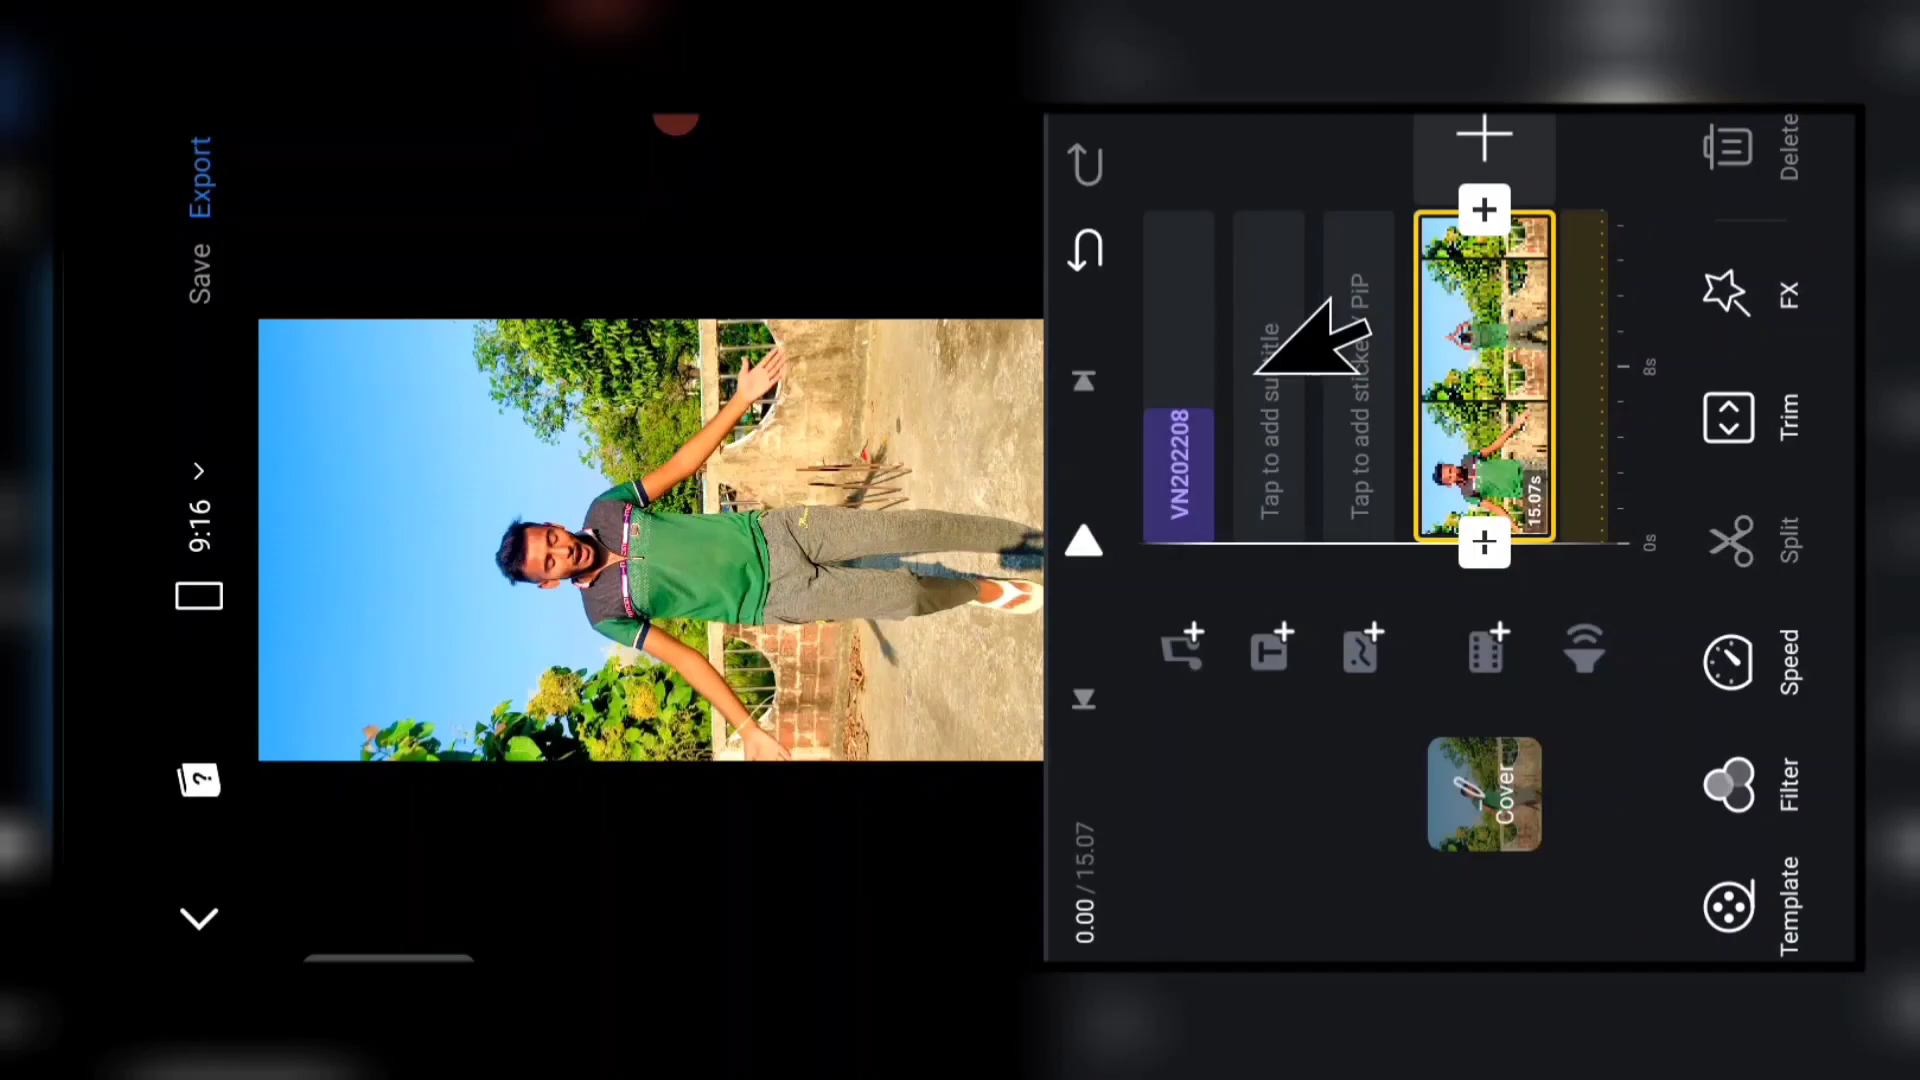 9:16
Save
Export
0.00 / 15.07
VN202208
Tap to add su
title
Tap to add sticke
PiP
Cover
15.07s
0s
8s
Template
Filter
Speed
Split
Trim
FX
Delete